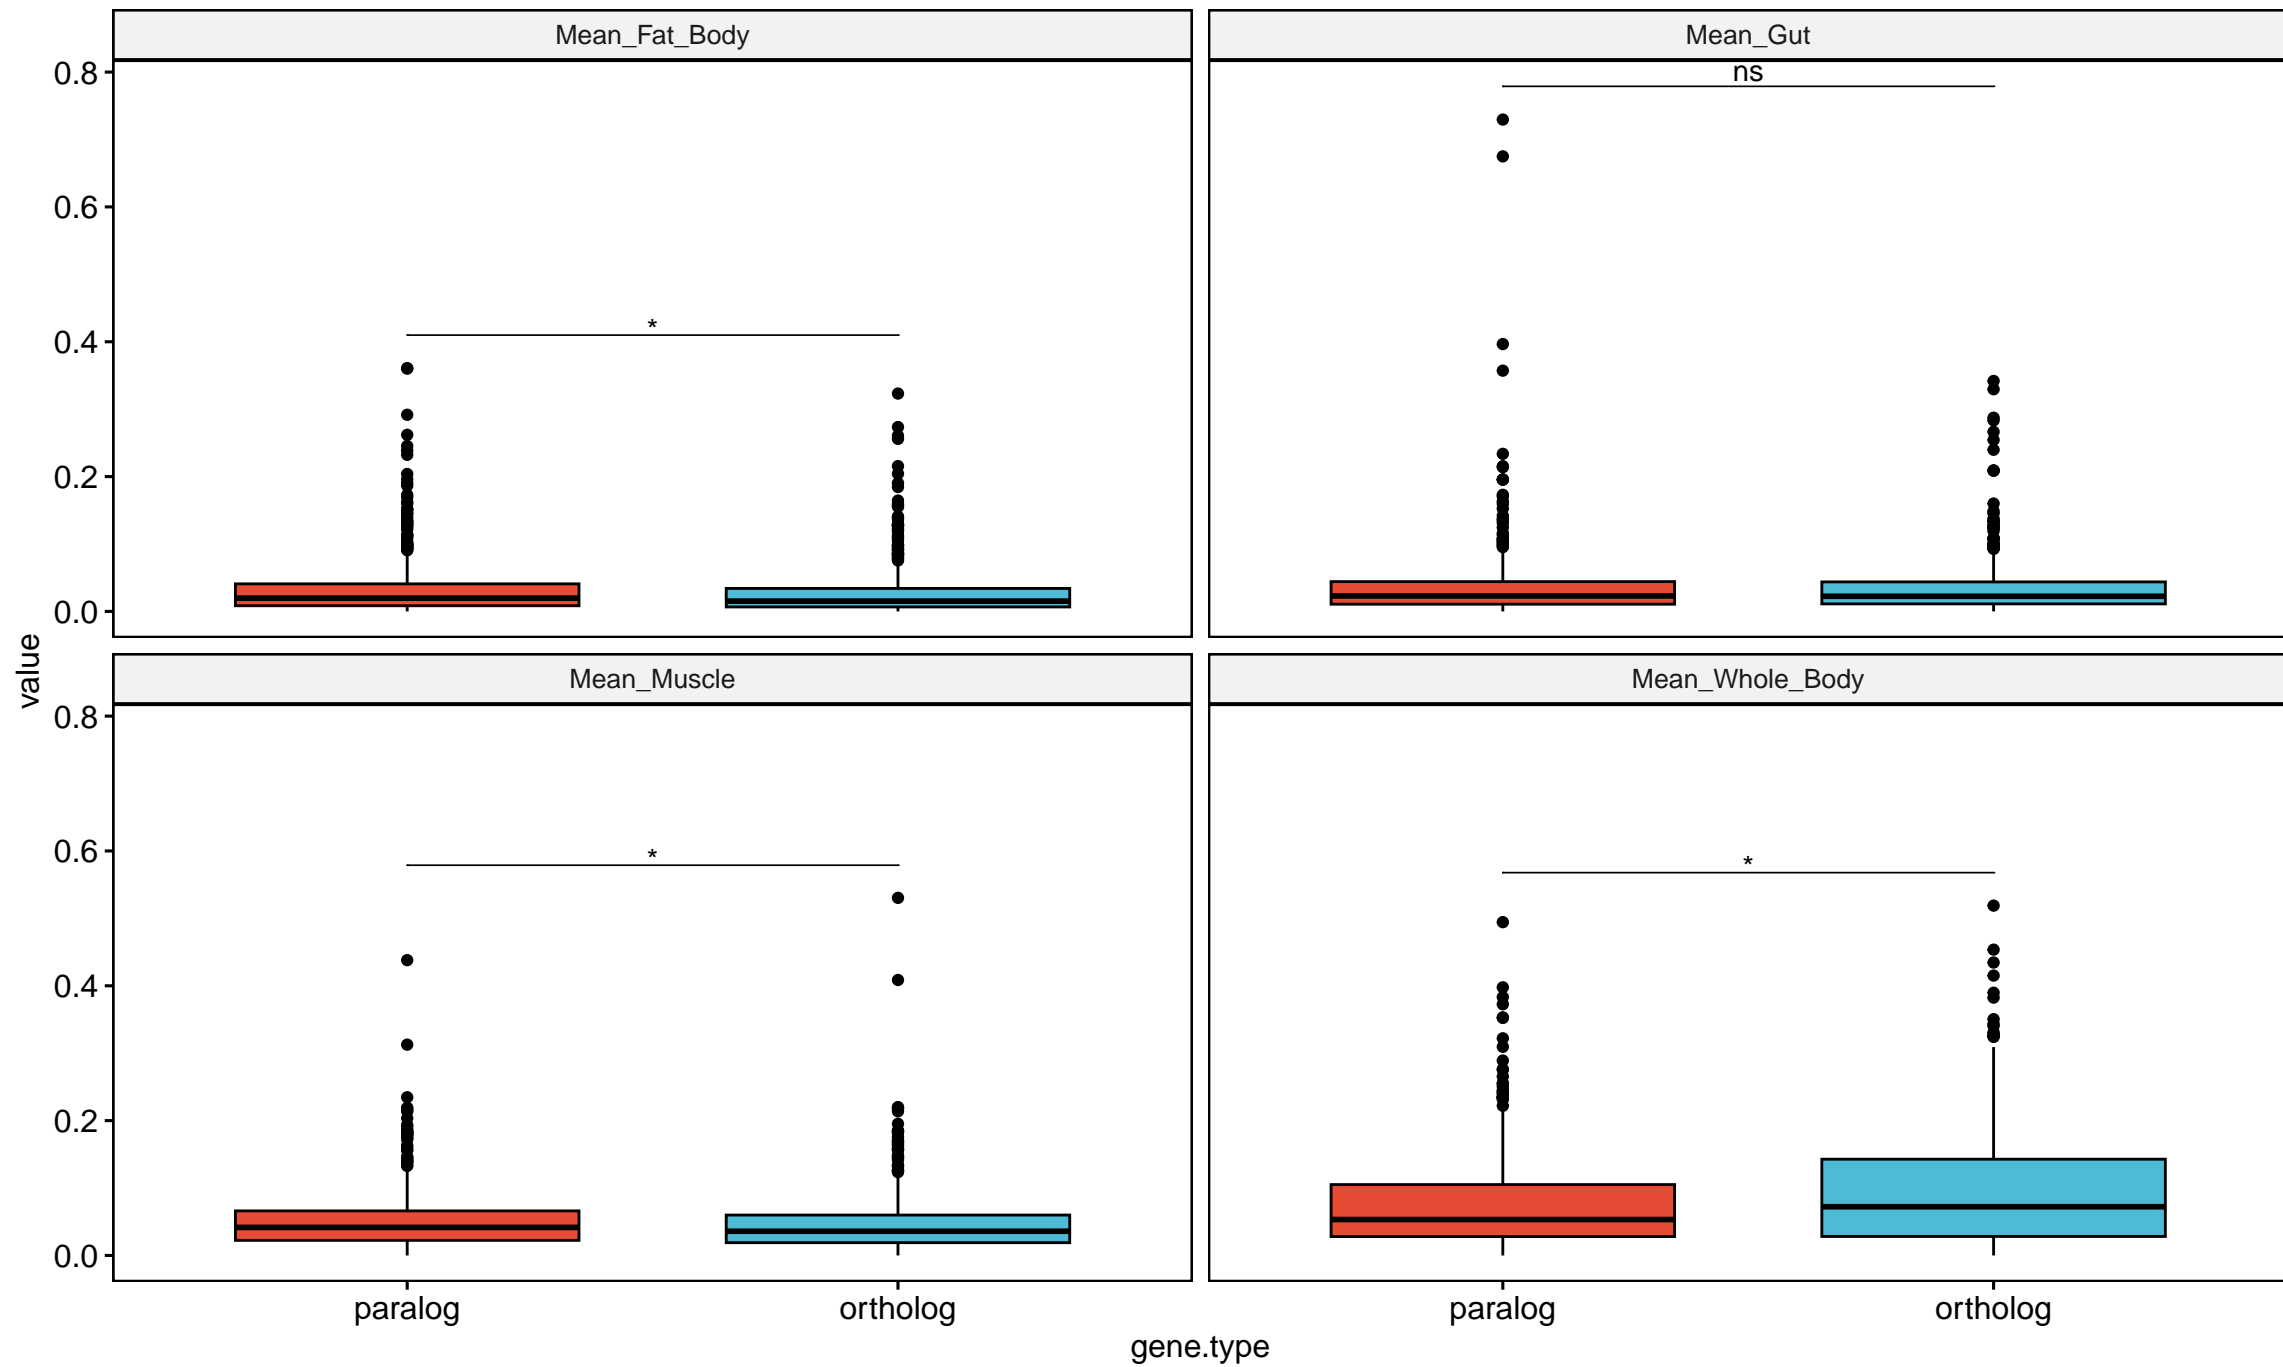 Mean_Fat_Body
Mean_Gut
0.8
0.6
0.4
0.2
0.0
*
ns
value
Mean_Muscle
Mean_Whole_Body
0.8
0.6
0.4
0.2
0.0
*
*
paralog
ortholog
paralog
ortholog
gene.type